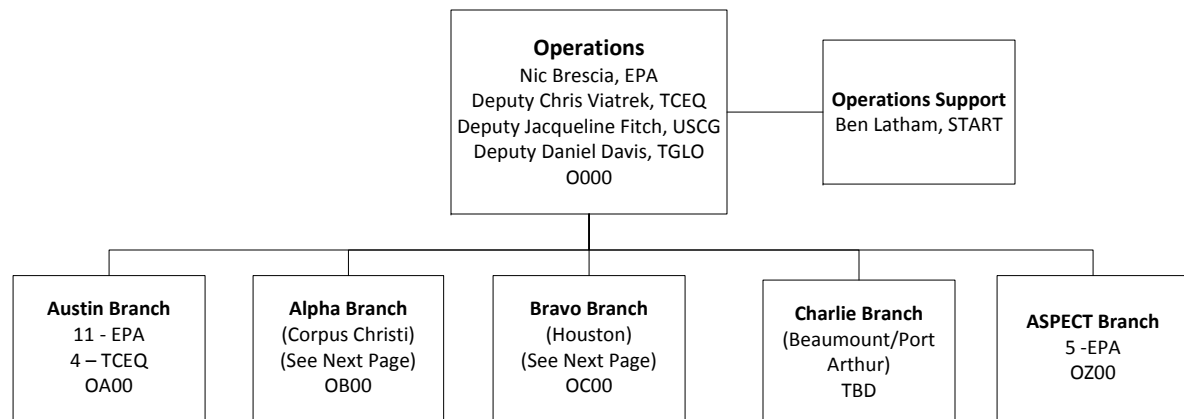 Operations
Nic Brescia, EPA
Deputy Chris Viatrek, TCEQ
Deputy Jacqueline Fitch, USCG
Deputy Daniel Davis, TGLO
O000
Operations Support
Ben Latham, START
Austin Branch
11 - EPA
4 – TCEQ
OA00
Alpha Branch
(Corpus Christi)
(See Next Page)
OB00
Bravo Branch
(Houston)
(See Next Page)
OC00
Charlie Branch
(Beaumount/Port
Arthur)
TBD
ASPECT Branch
5 -EPA
OZ00